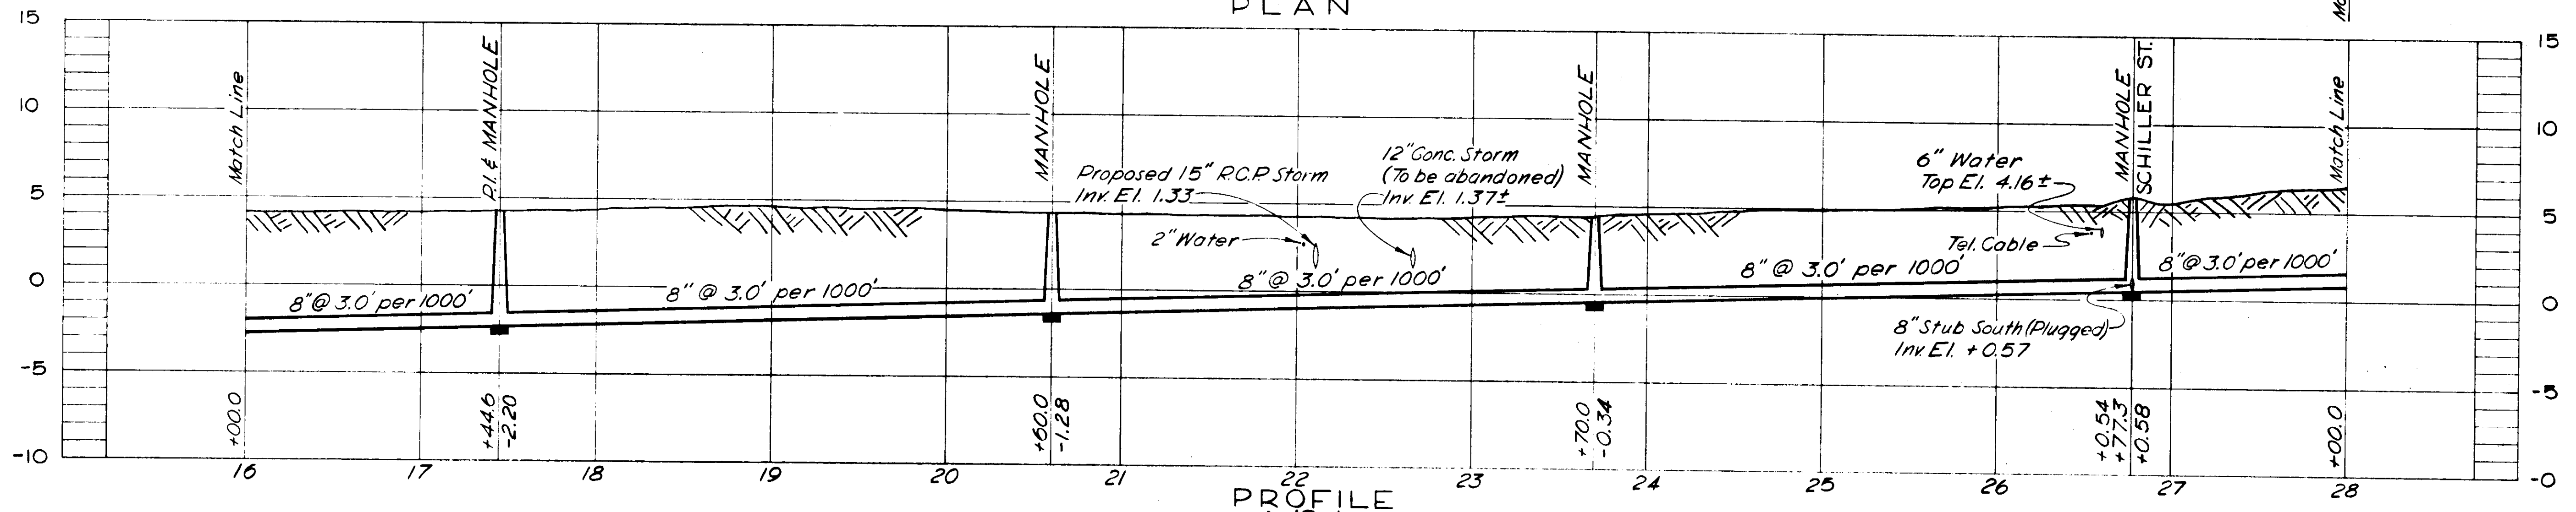 PLAN
15
10
5
0
-5
-10
15
10
5
0
-5
-0
Match Line
P.I. & MANHOLE
MANHOLE
Proposed 15" R.C.P. Storm
Inv. El. 1.33
12" Conc. Storm
(To be abandoned)
Inv. El. 1.37±
MANHOLE
6" Water
Top El. 4.16±
MANHOLE
SCHILLER ST.
Match Line
2" Water
Tel. Cable
8" @ 3.0' per 1000'
8" @ 3.0' per 1000'
8" @ 3.0' per 1000'
8" @ 3.0' per 1000'
8" @ 3.0' per 1000'
8" Stub South (Plugged)
Inv. El. +0.57
+00.0
+44.6
-2.20
+60.0
-1.28
+70.0
-0.34
+0.54
+77.3
+0.58
+00.0
16 17 18 19 20 21 22 23 24 25 26 27 28
PROFILE